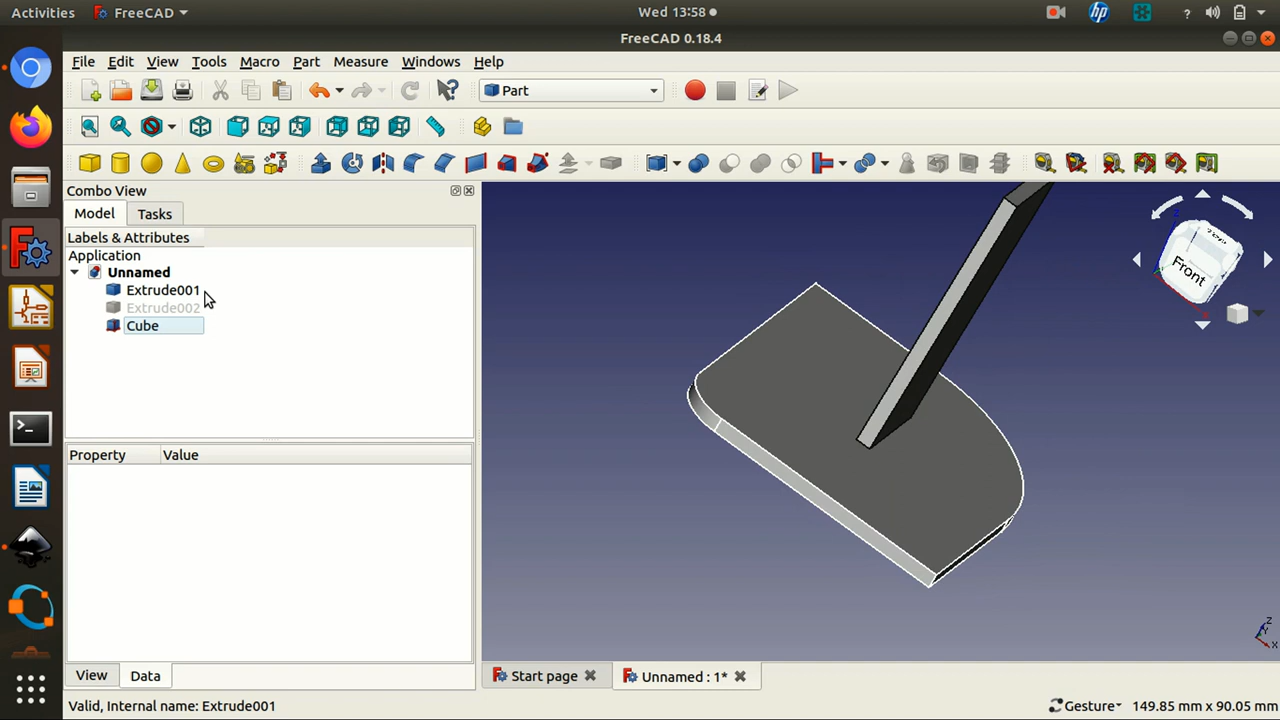 Activities FreeCAD Wed 13:58 hp ?
FreeCAD 0.18.4
File Edit View Tools Macro Part Measure Windows Help
Part
Combo View
Model Tasks
Labels & Attributes
Application
Unnamed
Extrude001
Extrude002
Cube
Property Value
View Data
Front
Z
X
Start page Unnamed : 1*
Valid, Internal name: Extrude001 Gesture 149.85 mm x 90.05 mm